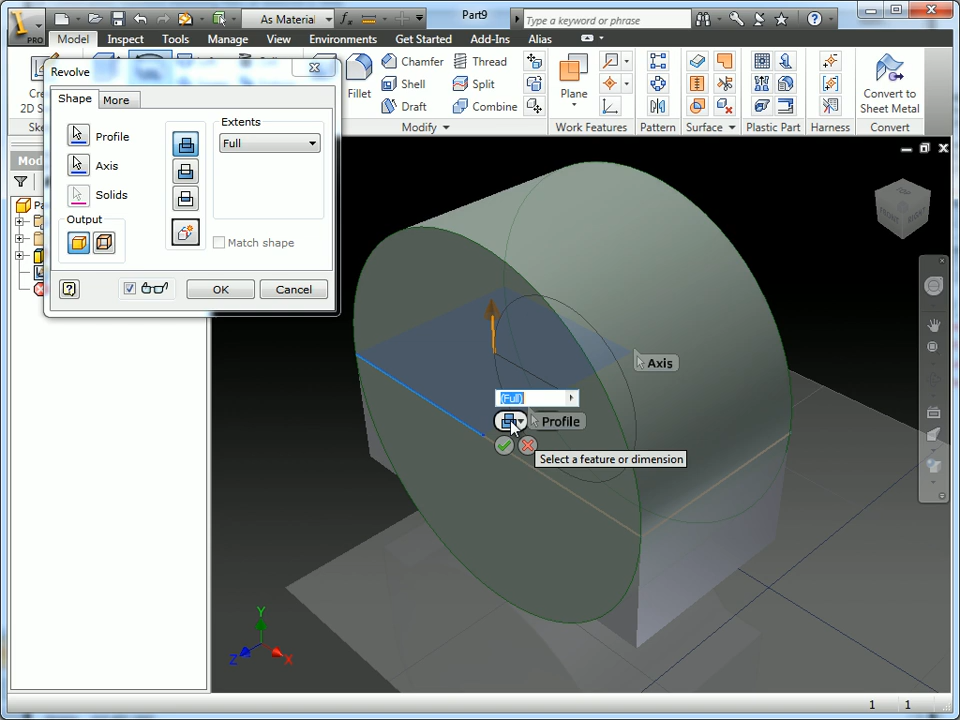 PRO
As Material
Part9
Type a keyword or phrase
Model
Inspect
Tools
Manage
View
Environments
Get Started
Add-Ins
Alias
Chamfer
Thread
Shell
Split
Fillet
Draft
Combine
Plane
Convert to
Sheet Metal
Modify
Work Features
Pattern
Surface
Plastic Part
Harness
Convert
Revolve
Shape
More
Profile
Axis
Solids
Output
Extents
Full
Match shape
OK
Cancel
Axis
(Full)
Profile
Select a feature or dimension
Y
Z
X
1
1